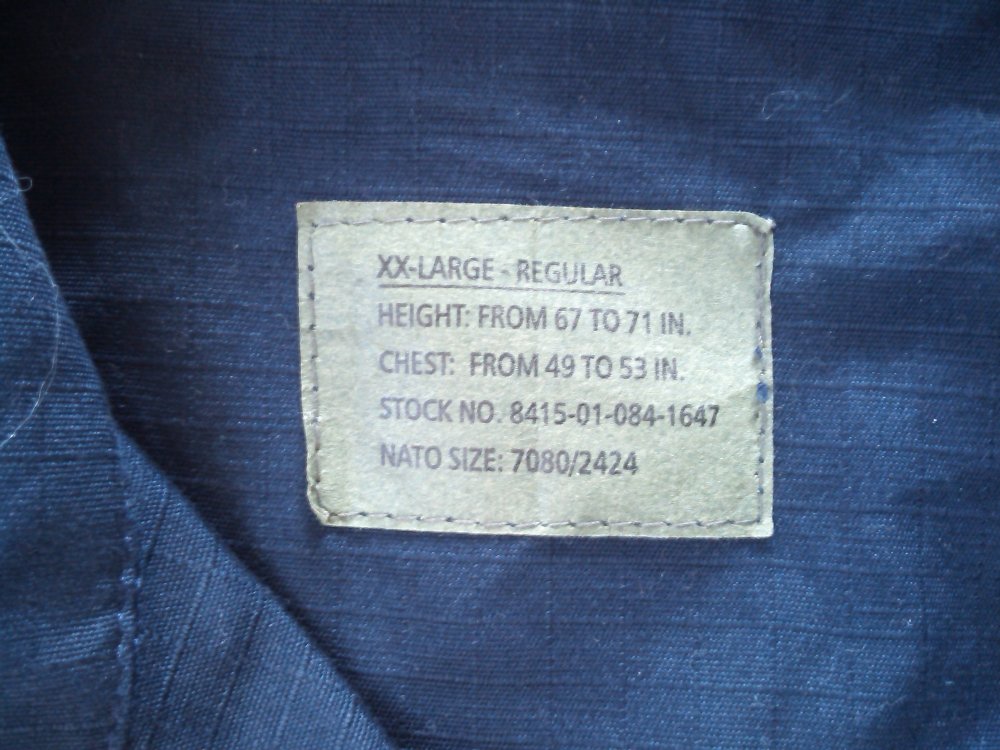 XX-LARGE - REGULAR
HEIGHT: FROM 67 TO 71 IN.
CHEST: FROM 49 TO 53 IN.
STOCK NO. 8415-01-084-1647
NATO SIZE: 7080/2424